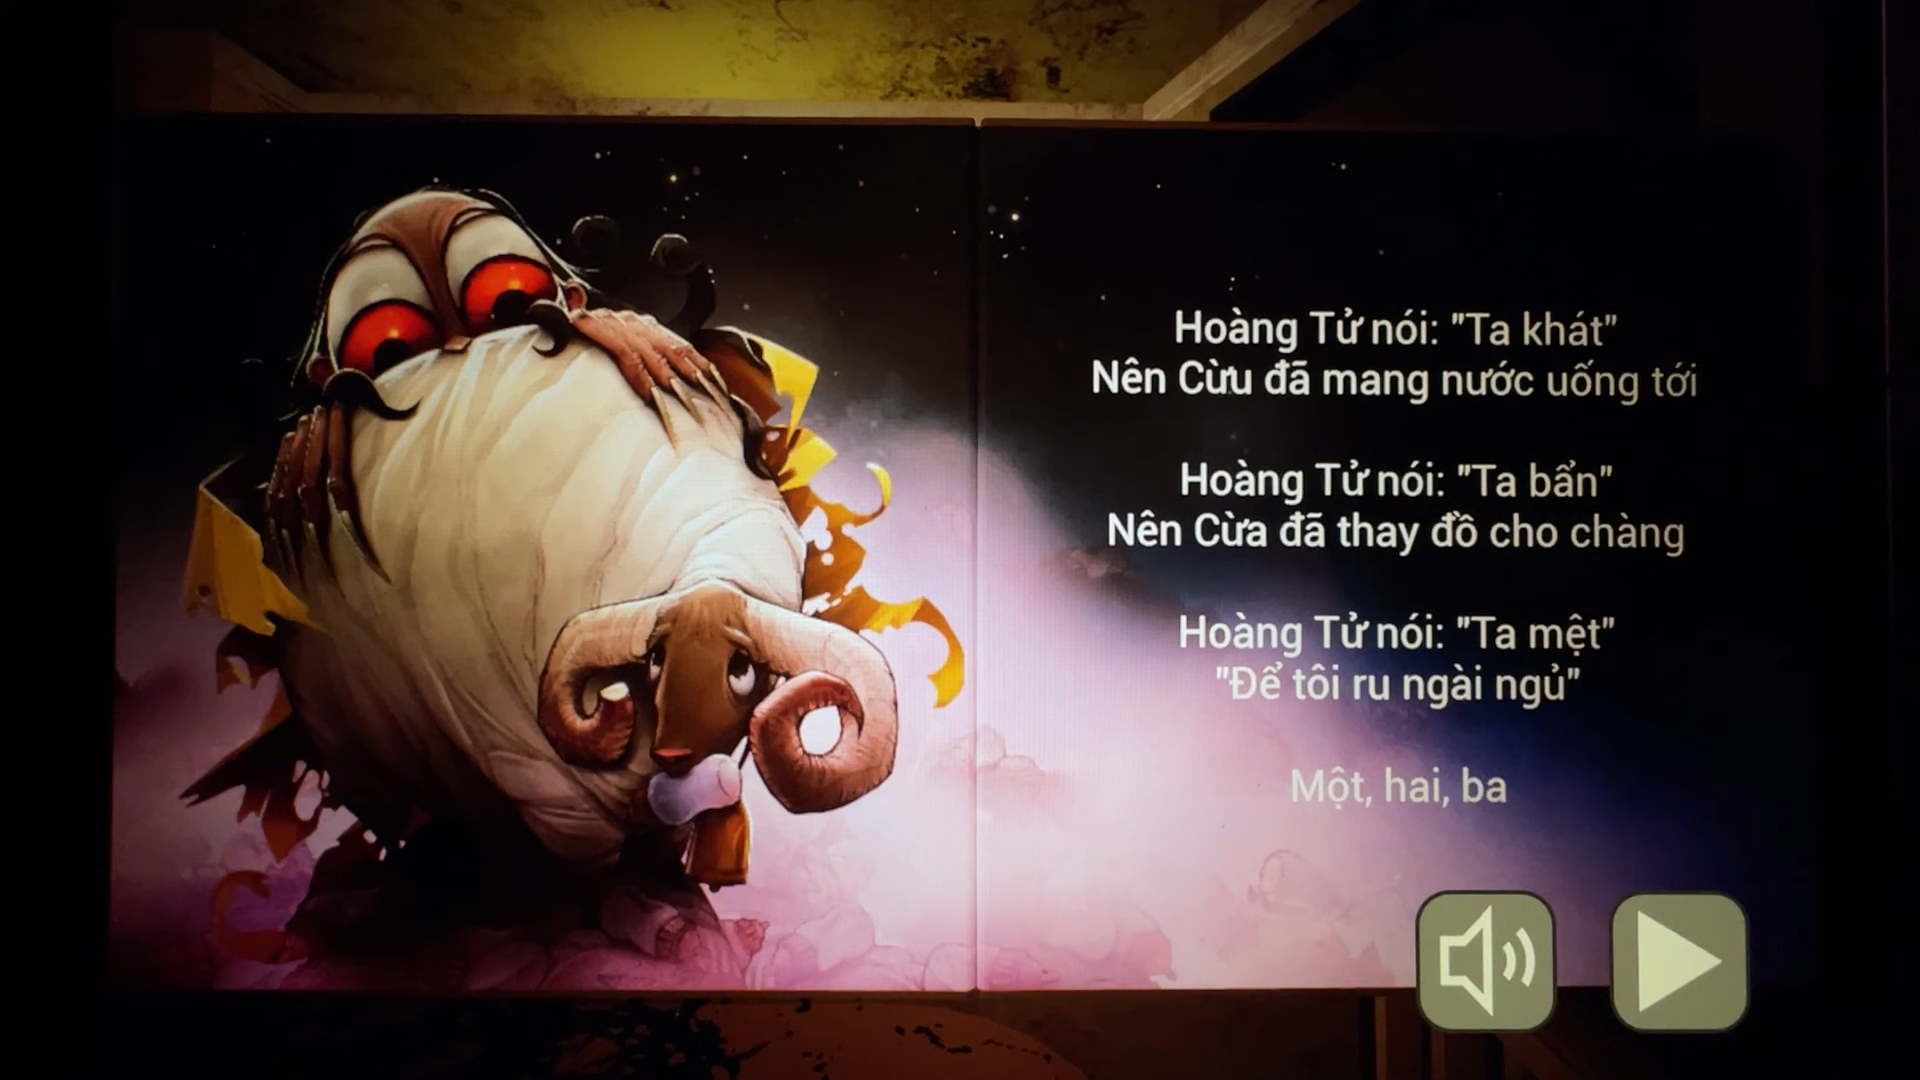 Hoàng Tử nói: "Ta khát"
Nên Cừu đã mang nước uống tới
Hoàng Tử nói: "Ta bẩn"
Nên Cừa đã thay đồ cho chàng
Hoàng Tử nói: "Ta mệt"
"Để tôi ru ngài ngủ"
Một, hai, ba